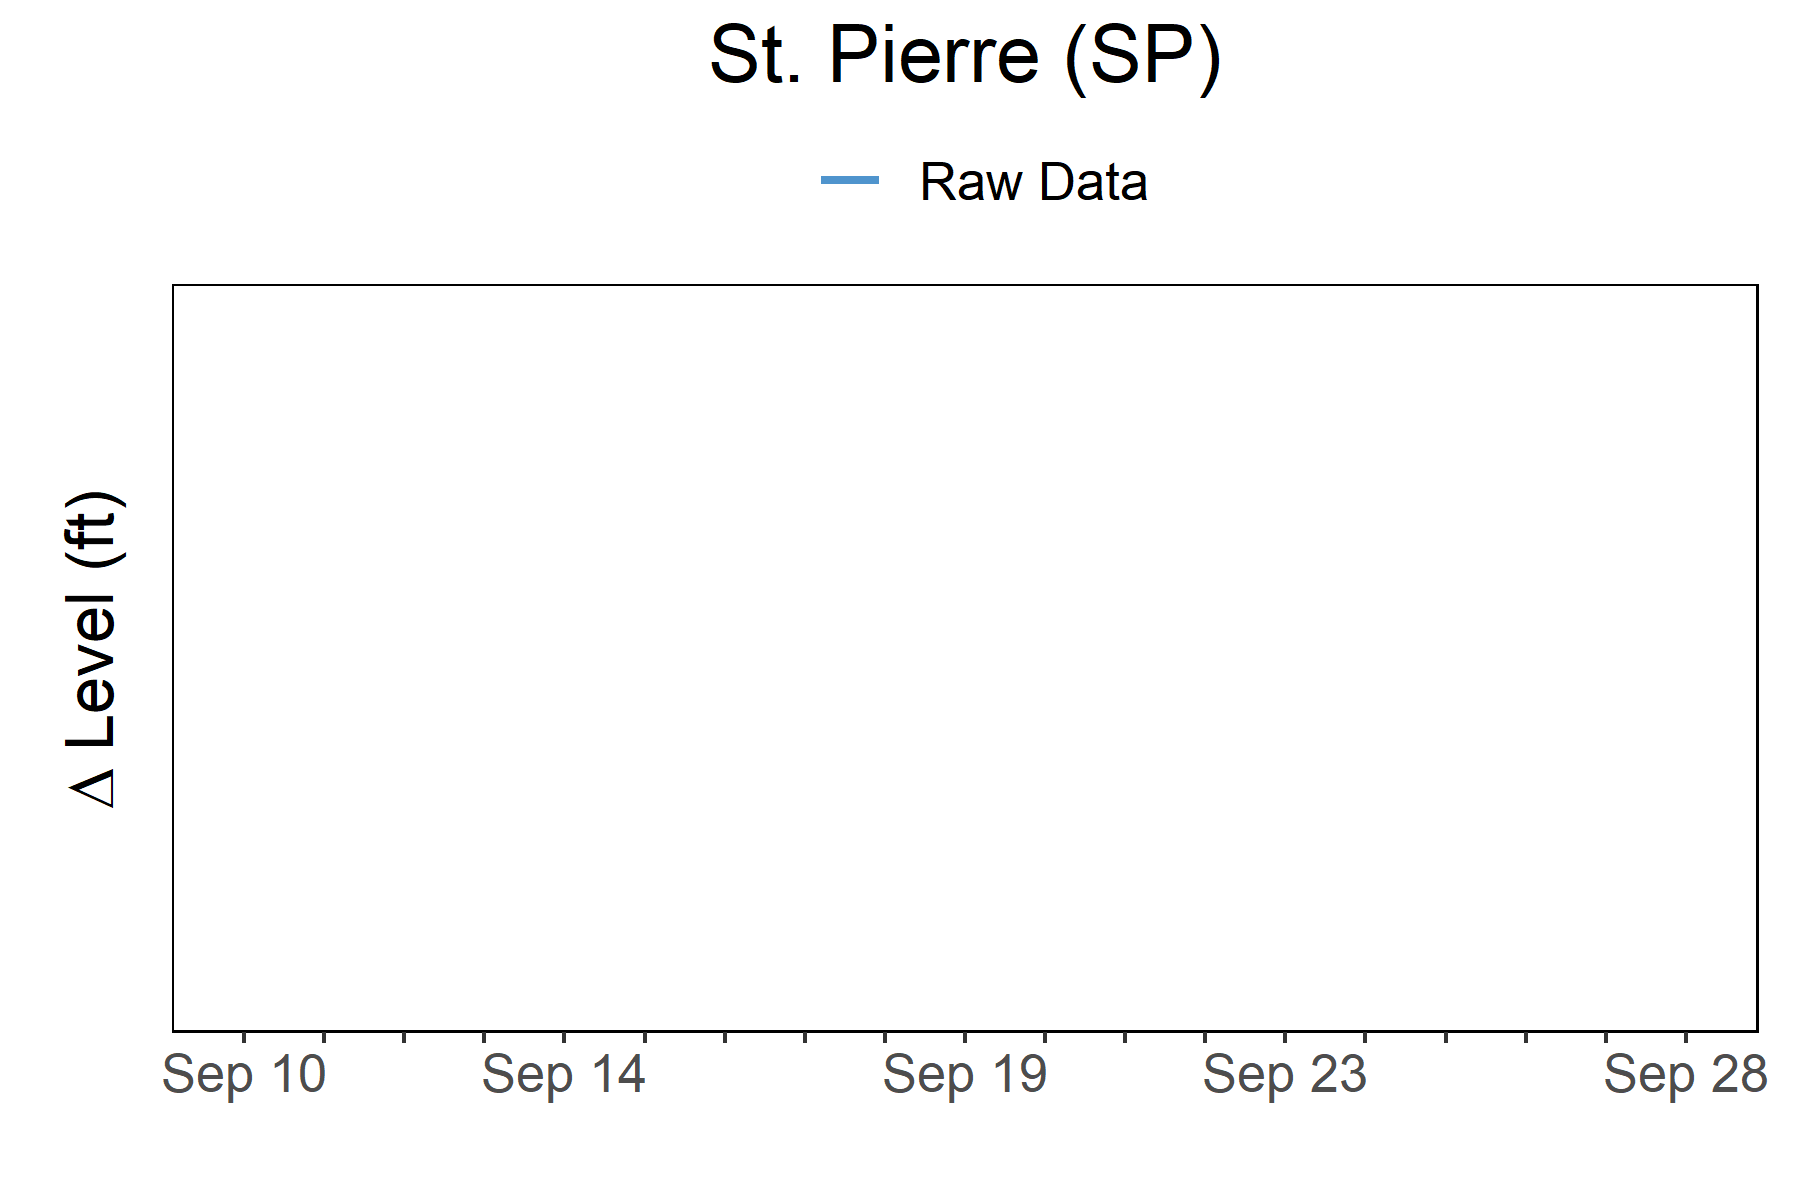 St. Pierre (SP)
Raw Data
Δ Level (ft)
Sep 10 Sep 14 Sep 19 Sep 23 Sep 28